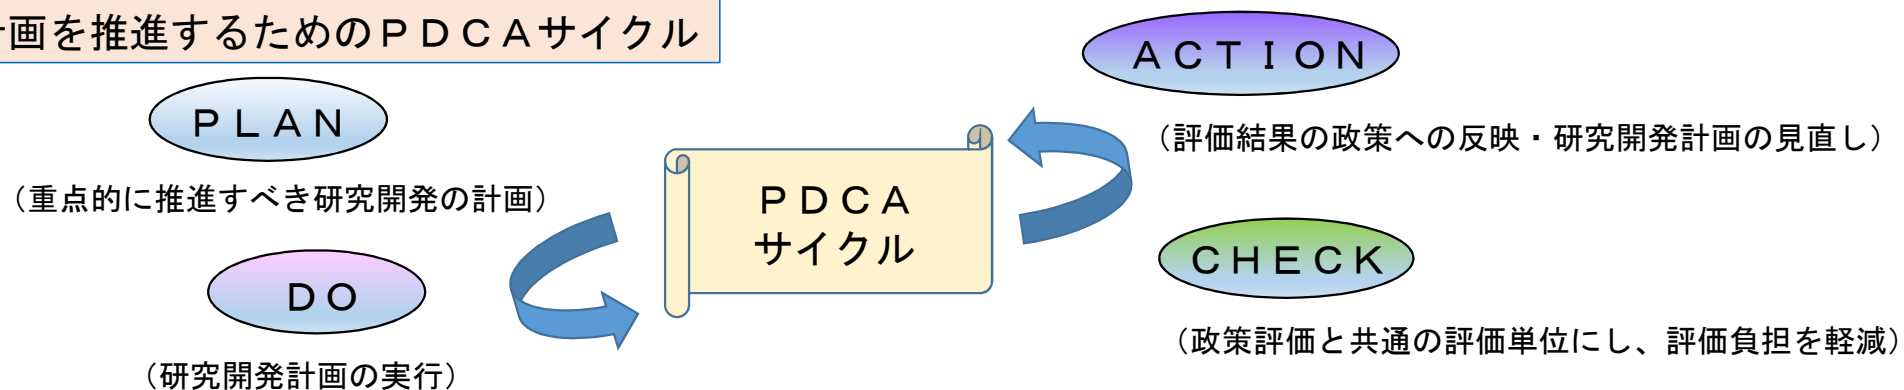 画を推進するためのＰＤＣＡサイクル
ＰＬＡＮ
（重点的に推進すべき研究開発の計画）
ＤＯ
（研究開発計画の実行）
ＰＤＣＡ
サイクル
ＡＣＴＩＯＮ
（評価結果の政策への反映・研究開発計画の見直し）
ＣＨＥＣＫ
（政策評価と共通の評価単位にし、評価負担を軽減）